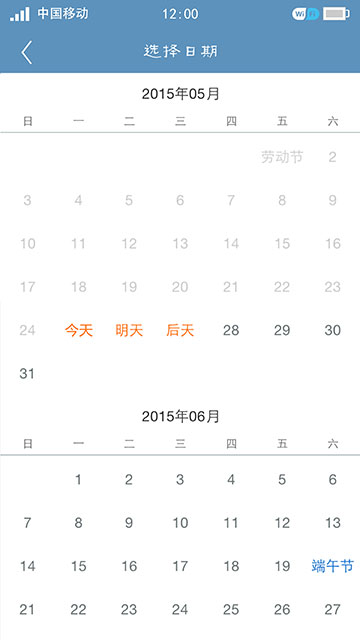 中国移动 12:00 WiFi
选择日期
2015年05月
日 一 二 三 四 五 六
劳动节 2
3 4 5 6 7 8 9
10 11 12 13 14 15 16
17 18 19 20 21 22 23
24 今天 明天 后天 28 29 30
31
2015年06月
日 一 二 三 四 五 六
1 2 3 4 5 6
7 8 9 10 11 12 13
14 15 16 17 18 19 端午节
21 22 23 24 25 26 27